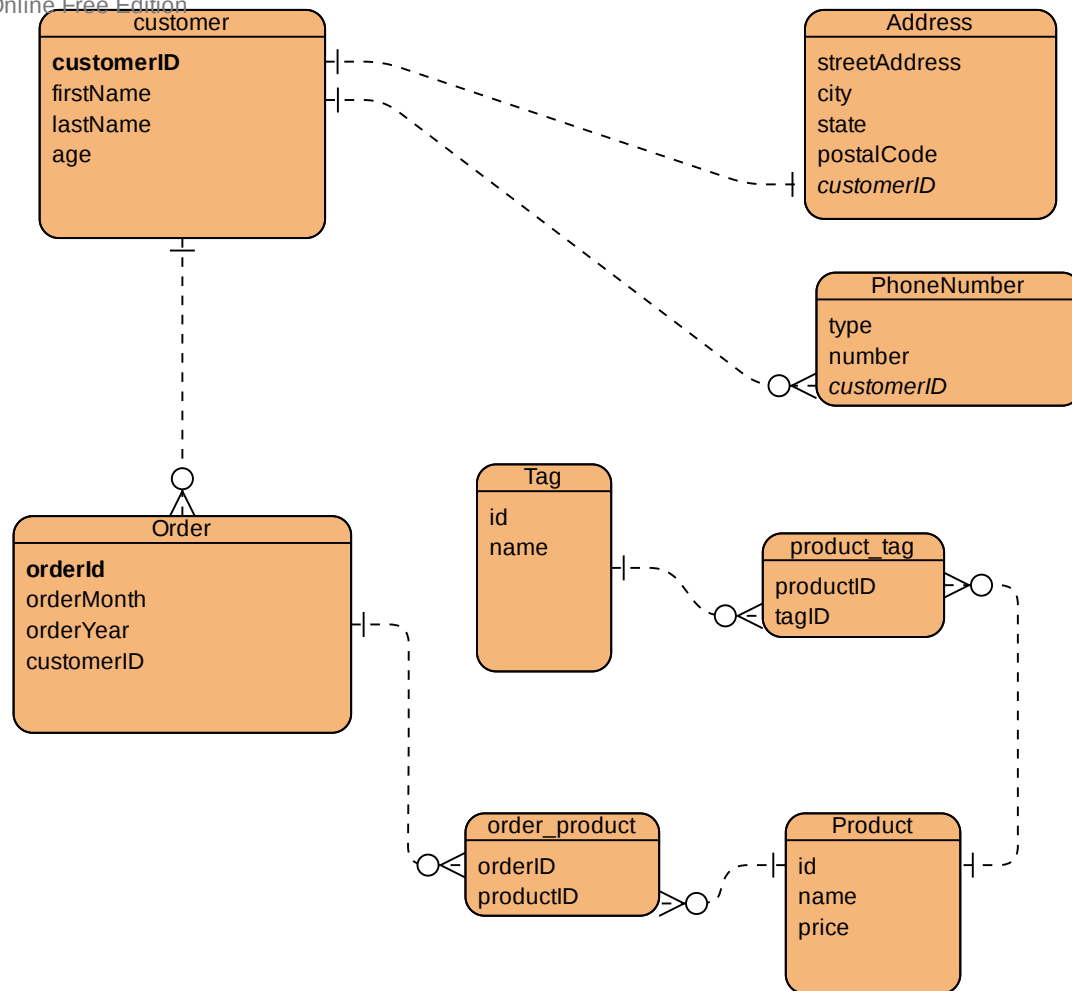 Online Free Edition
customer
customerID
firstName
lastName
age
Address
streetAddress
city
state
postalCode
customerID
PhoneNumber
type
number
customerID
Tag
id
name
product_tag
productID
tagID
Order
orderId
orderMonth
orderYear
customerID
order_product
orderID
productID
Product
id
name
price